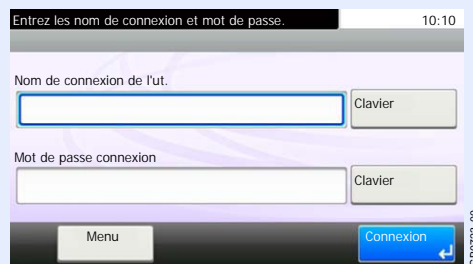 Entrez les nom de connexion et mot de passe. 10:10
Nom de connexion de l'ut.
Clavier
Mot de passe connexion
Clavier
Menu
Connexion